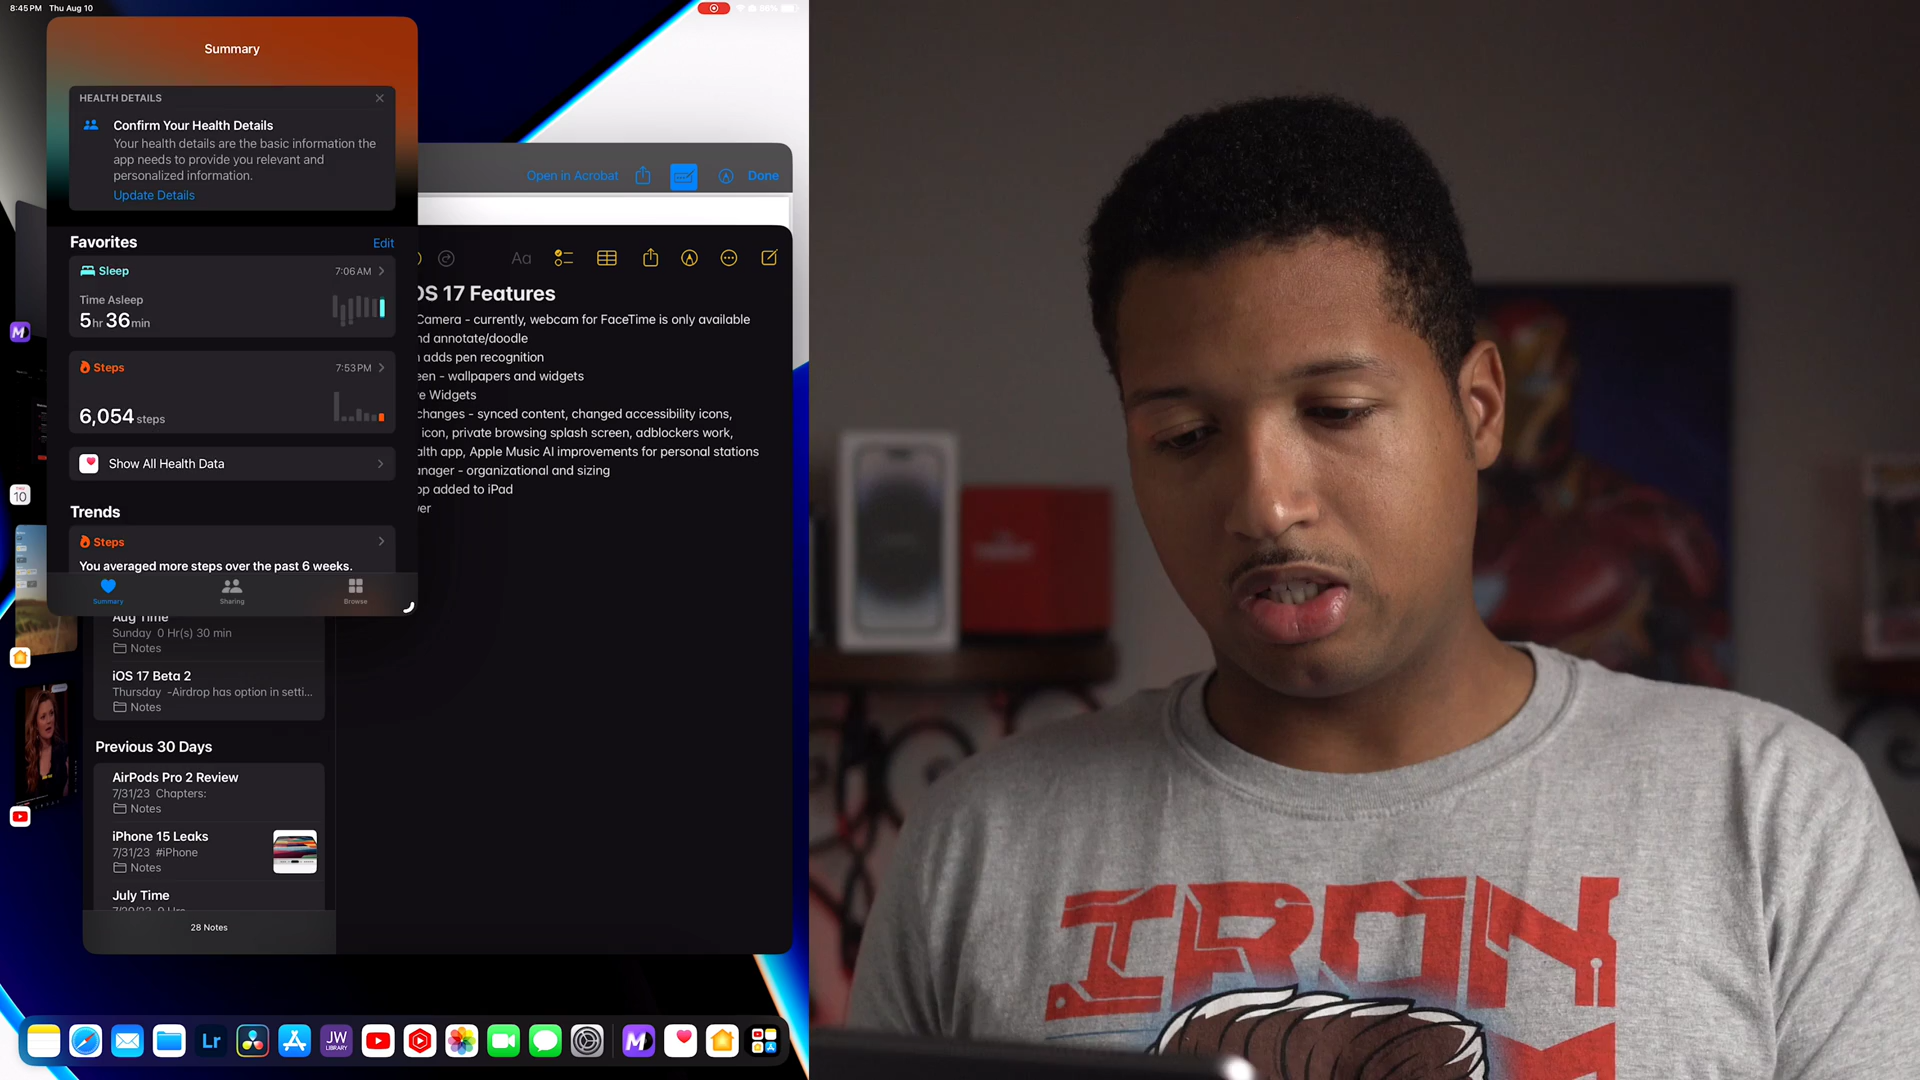 8:45 PM Thu Aug 10
Summary
HEALTH DETAILS
Confirm Your Health Details
Your health details are the basic information the
app needs to provide you relevant and
personalized information.
Update Details
Favorites
Edit
Sleep
7:06 AM
Time Asleep
5hr 36min
Steps
7:53 PM
6,054 steps
Show All Health Data
Trends
Steps
You averaged more steps over the past 6 weeks.
Summary
Sharing
Browse
Open in Acrobat
Done
Aa
OS 17 Features
Camera - currently, webcam for FaceTime is only available
nd annotate/doodle
adds pen recognition
een - wallpapers and widgets
Widgets
changes - synced content, changed accessibility icons,
icon, private browsing splash screen, adblockers work,
alth app, Apple Music AI improvements for personal stations
anager - organizational and sizing
pp added to iPad
Aug Time
Sunday 0 Hr(s) 30 min
Notes
iOS 17 Beta 2
Thursday -Airdrop has option in setti...
Notes
Previous 30 Days
AirPods Pro 2 Review
7/31/23 Chapters:
Notes
iPhone 15 Leaks
7/31/23 #iPhone
Notes
July Time
28 Notes
THU
10
Lr
JW
LIBRARY
IRON